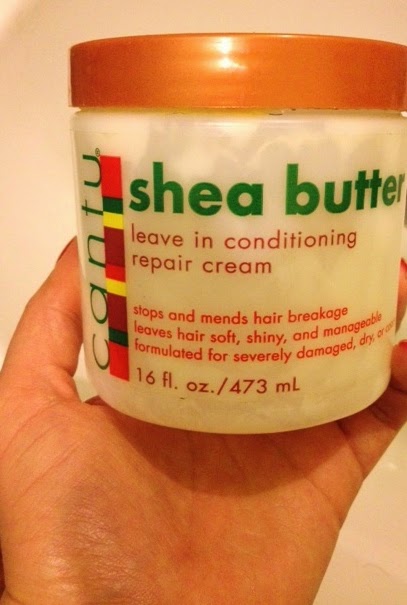 cantu®
shea butter
leave in conditioning
repair cream
stops and mends hair breakage
leaves hair soft, shiny, and manageable
formulated for severely damaged, dry, or
16 fl. oz./473 mL